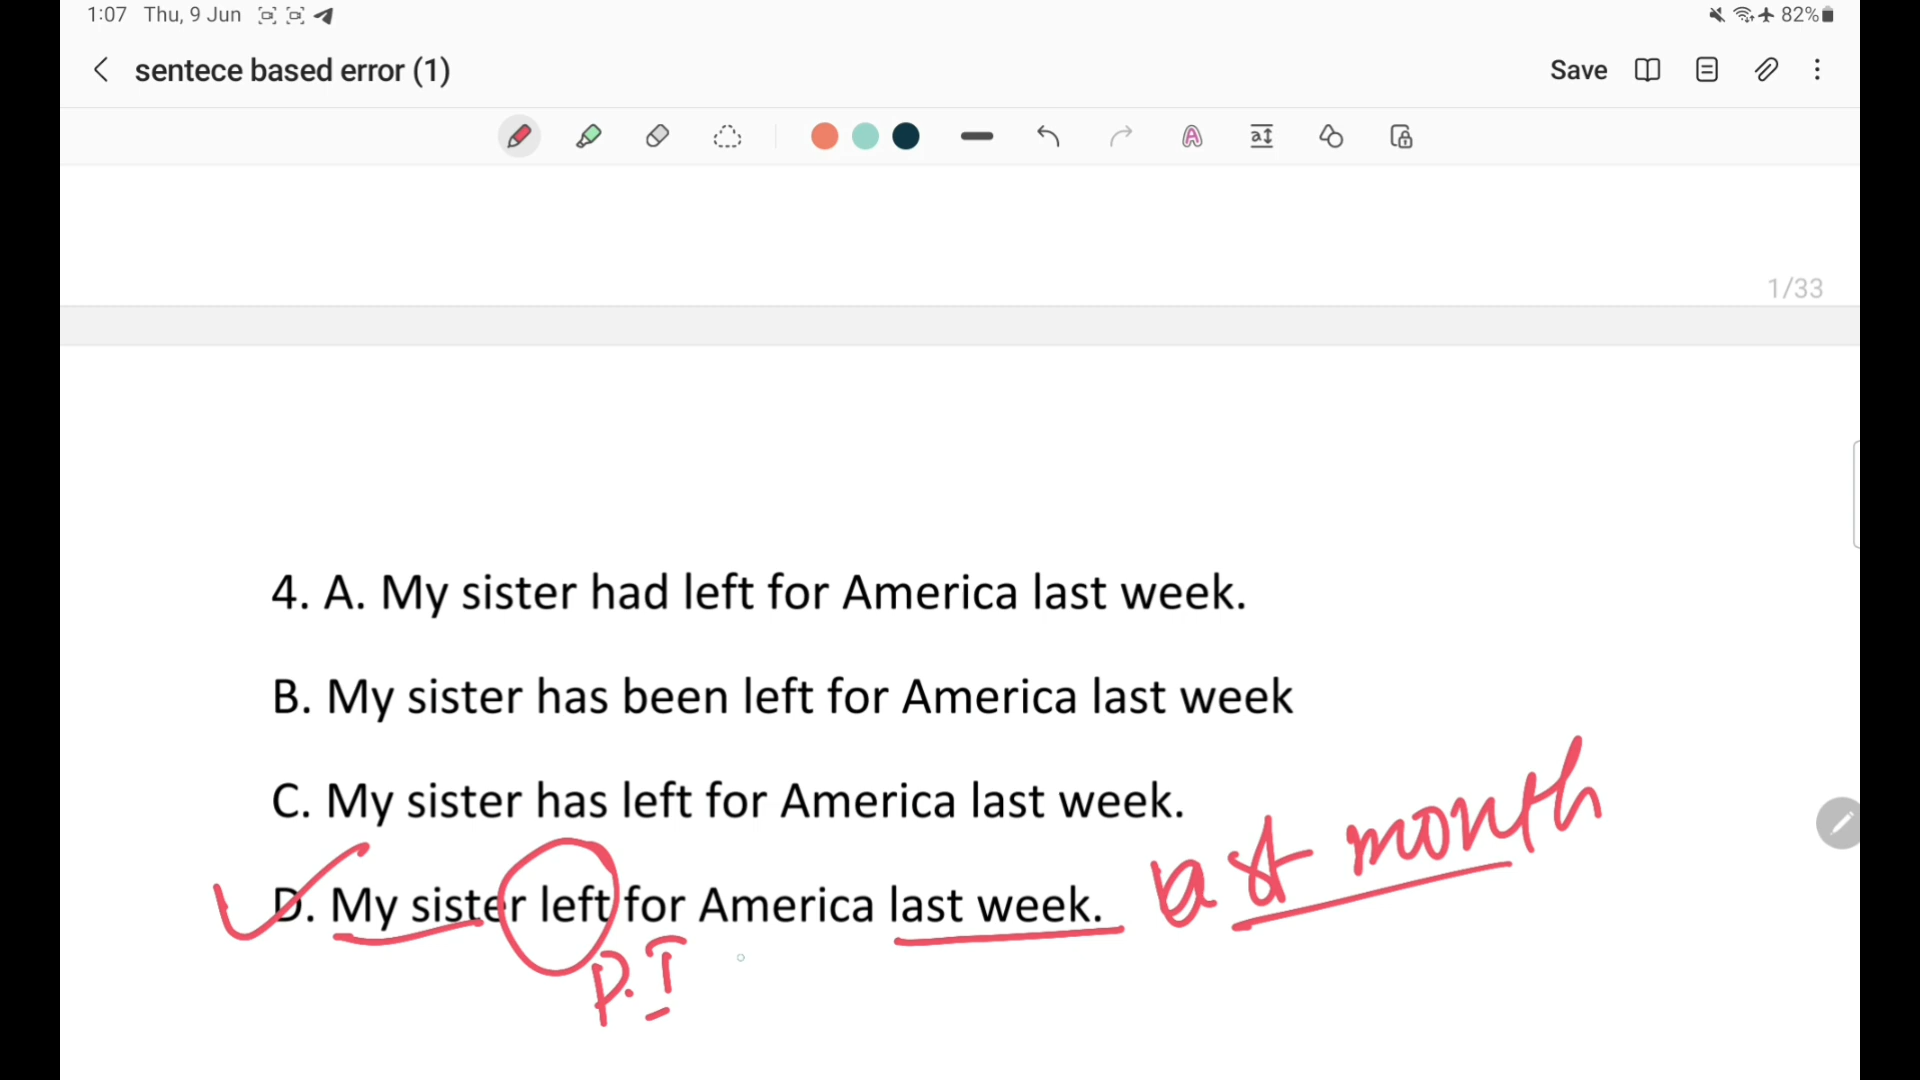 1:07 Thu, 9 Jun 82%
sentece based error (1) Save
1/33
4. A. My sister had left for America last week.
B. My sister has been left for America last week
C. My sister has left for America last week.
D. My sister left for America last week.
last month
P.T